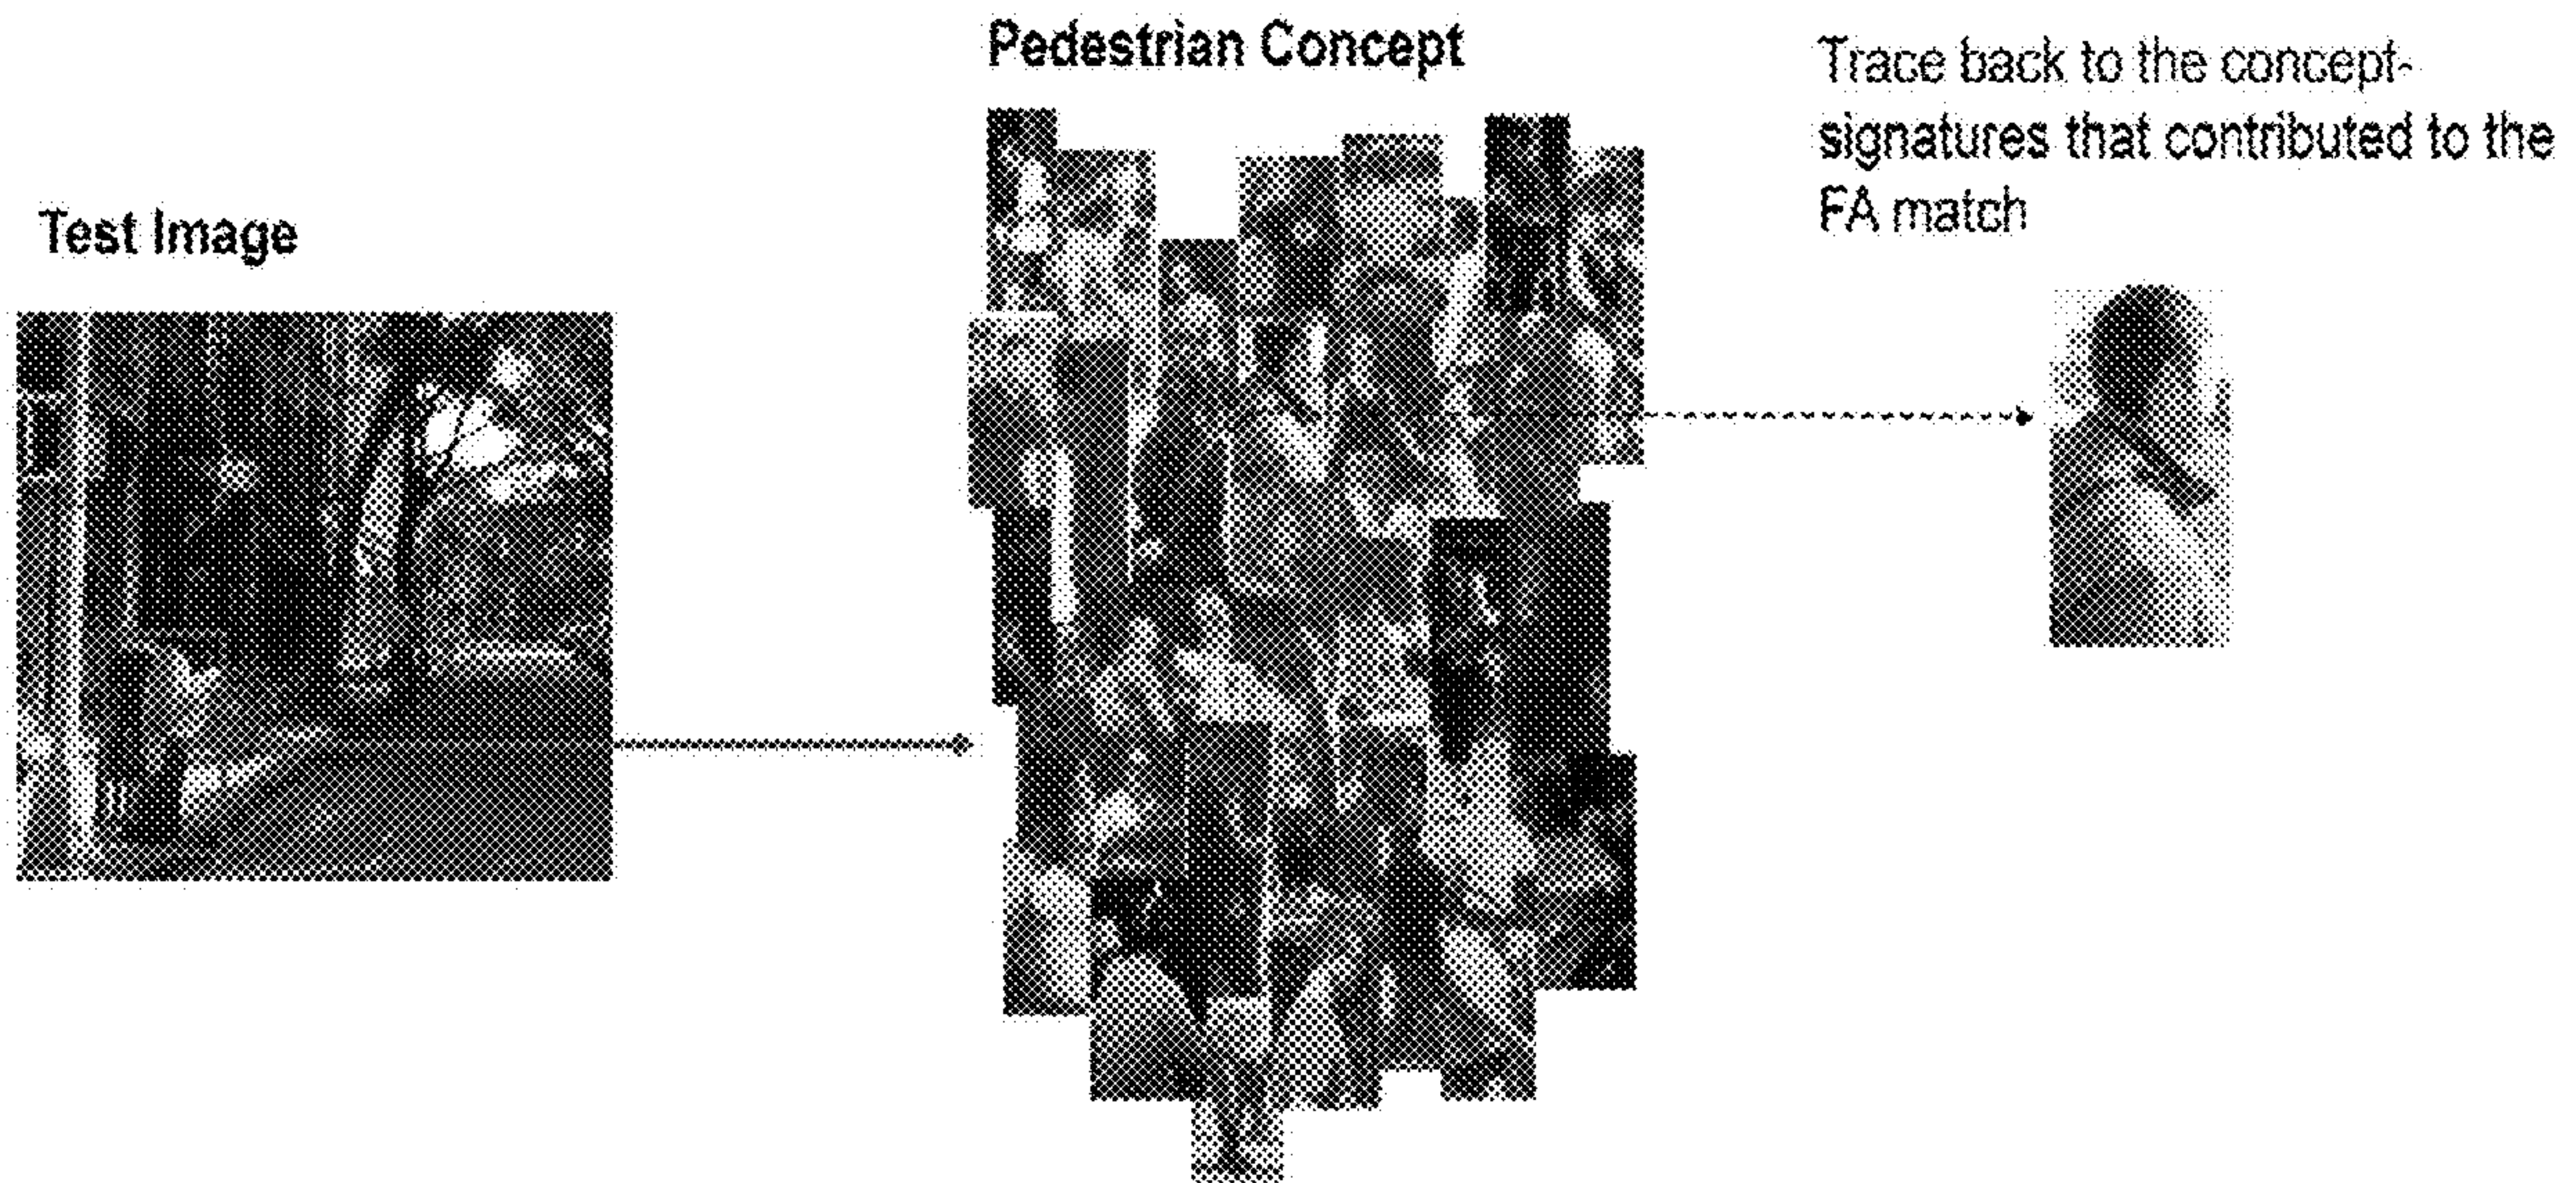 Pedestrian Concept
Trace back to the concept-
signatures that contributed to the
FA match
Test Image